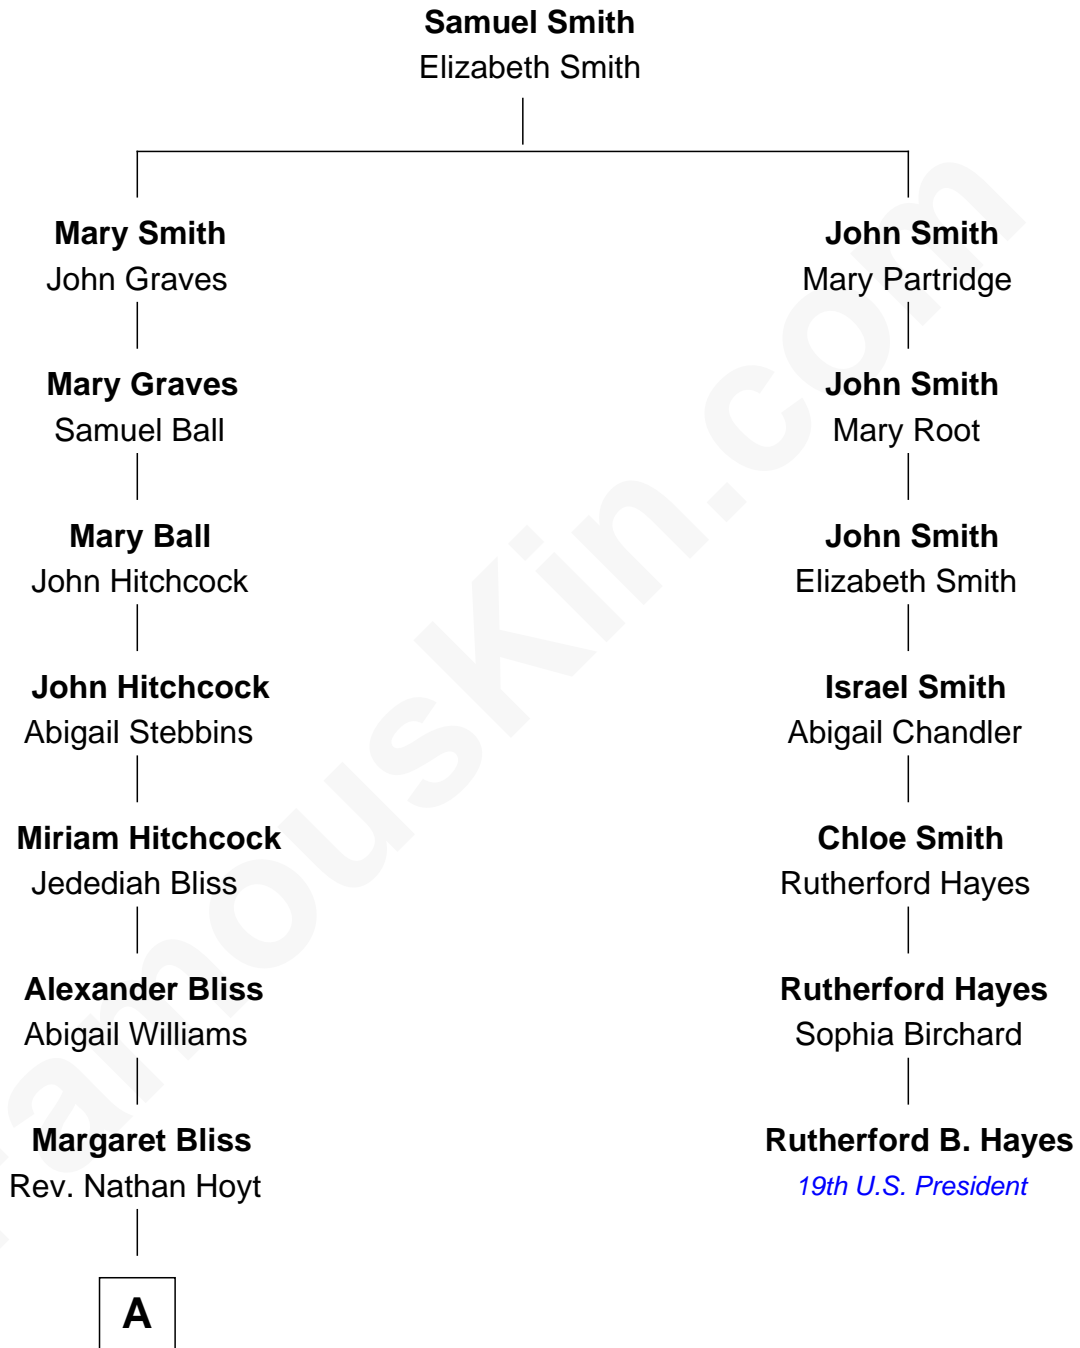 Samuel Smith
Elizabeth Smith
Mary Smith
John Graves
John Smith
Mary Partridge
Mary Graves
Samuel Ball
John Smith
Mary Root
Mary Ball
John Hitchcock
John Smith
Elizabeth Smith
John Hitchcock
Abigail Stebbins
Israel Smith
Abigail Chandler
Miriam Hitchcock
Jedediah Bliss
Chloe Smith
Rutherford Hayes
Alexander Bliss
Abigail Williams
Rutherford Hayes
Sophia Birchard
Margaret Bliss
Rev. Nathan Hoyt
Rutherford B. Hayes
19th U.S. President
A
FamousKin.com